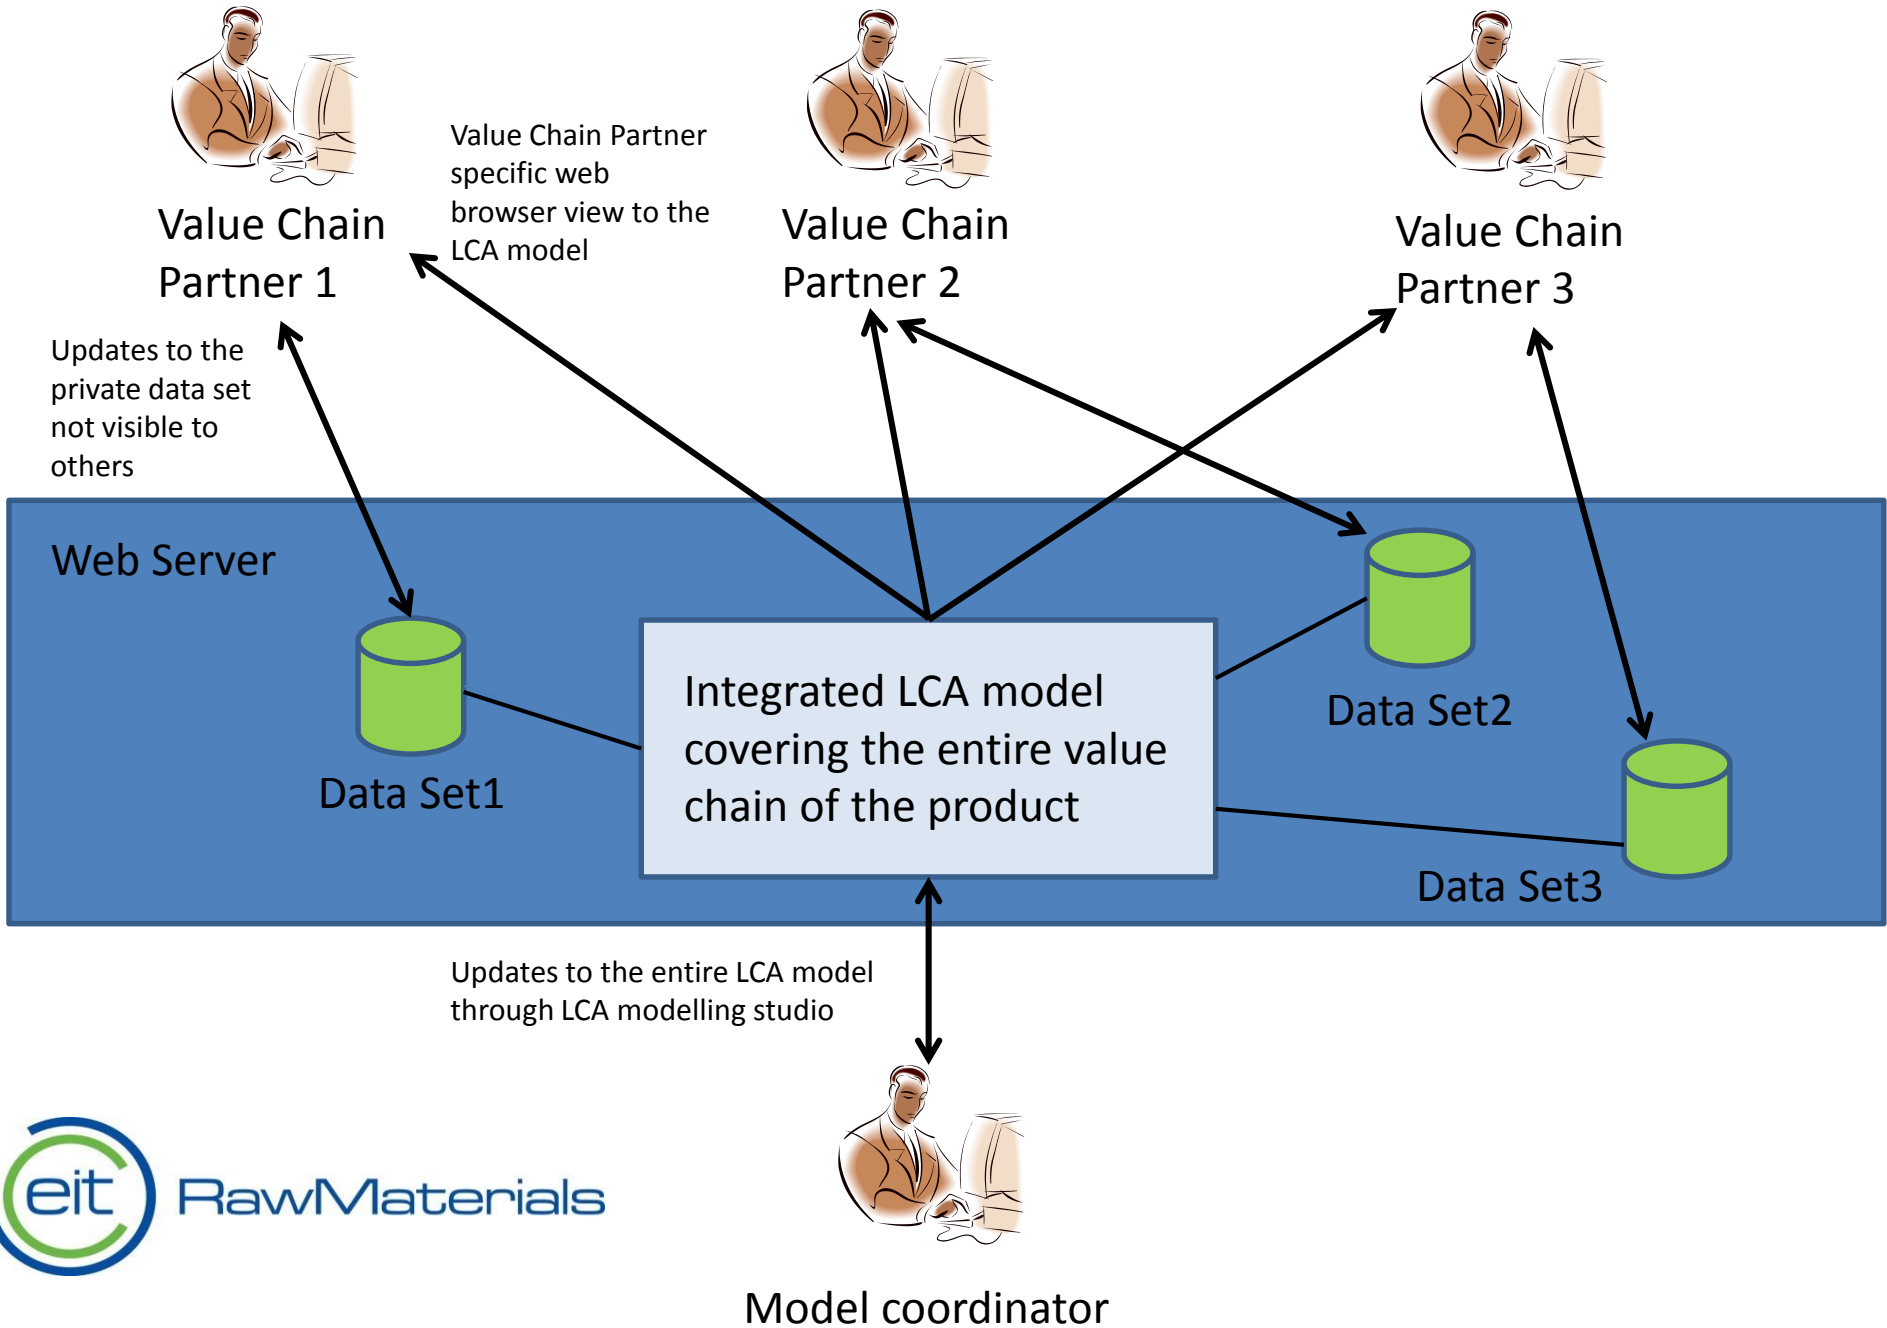 Value Chain Partner
specific web
browser view to the
LCA model
Value Chain
Partner 1
Value Chain
Partner 2
Value Chain
Partner 3
Updates to the
private data set
not visible to
others
Web Server
Integrated LCA model
covering the entire value
chain of the product
Data Set1
Data Set2
Data Set3
Updates to the entire LCA model
through LCA modelling studio
eit RawMaterials
Model coordinator